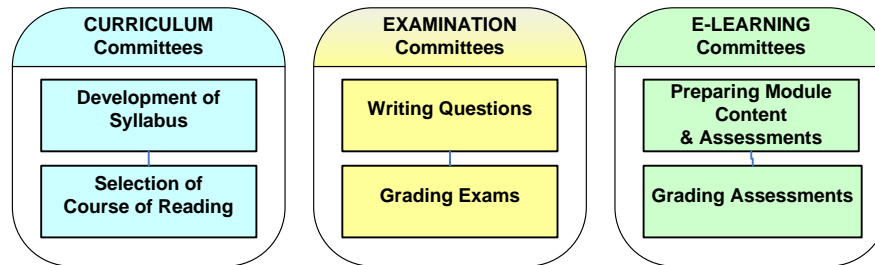 CURRICULUM
Committees
Development of
Syllabus
Selection of
Course of Reading
EXAMINATION
Committees
Writing Questions
Grading Exams
E-LEARNING
Committees
Preparing Module
Content
& Assessments
Grading Assessments